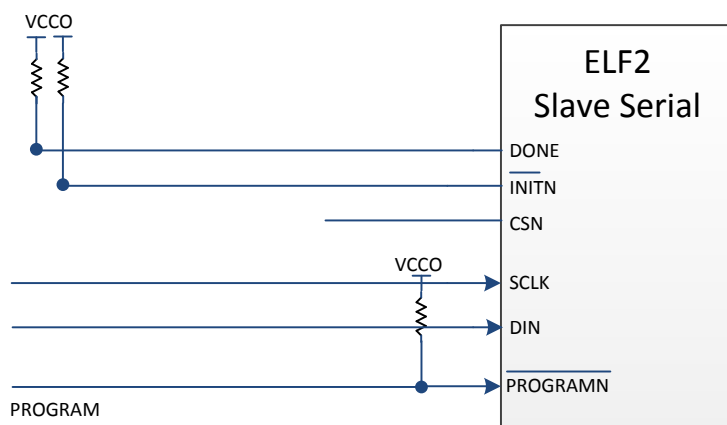 VCCO
ELF2
Slave Serial
DONE
INITN
CSN
VCCO
SCLK
DIN
PROGRAMN
PROGRAM